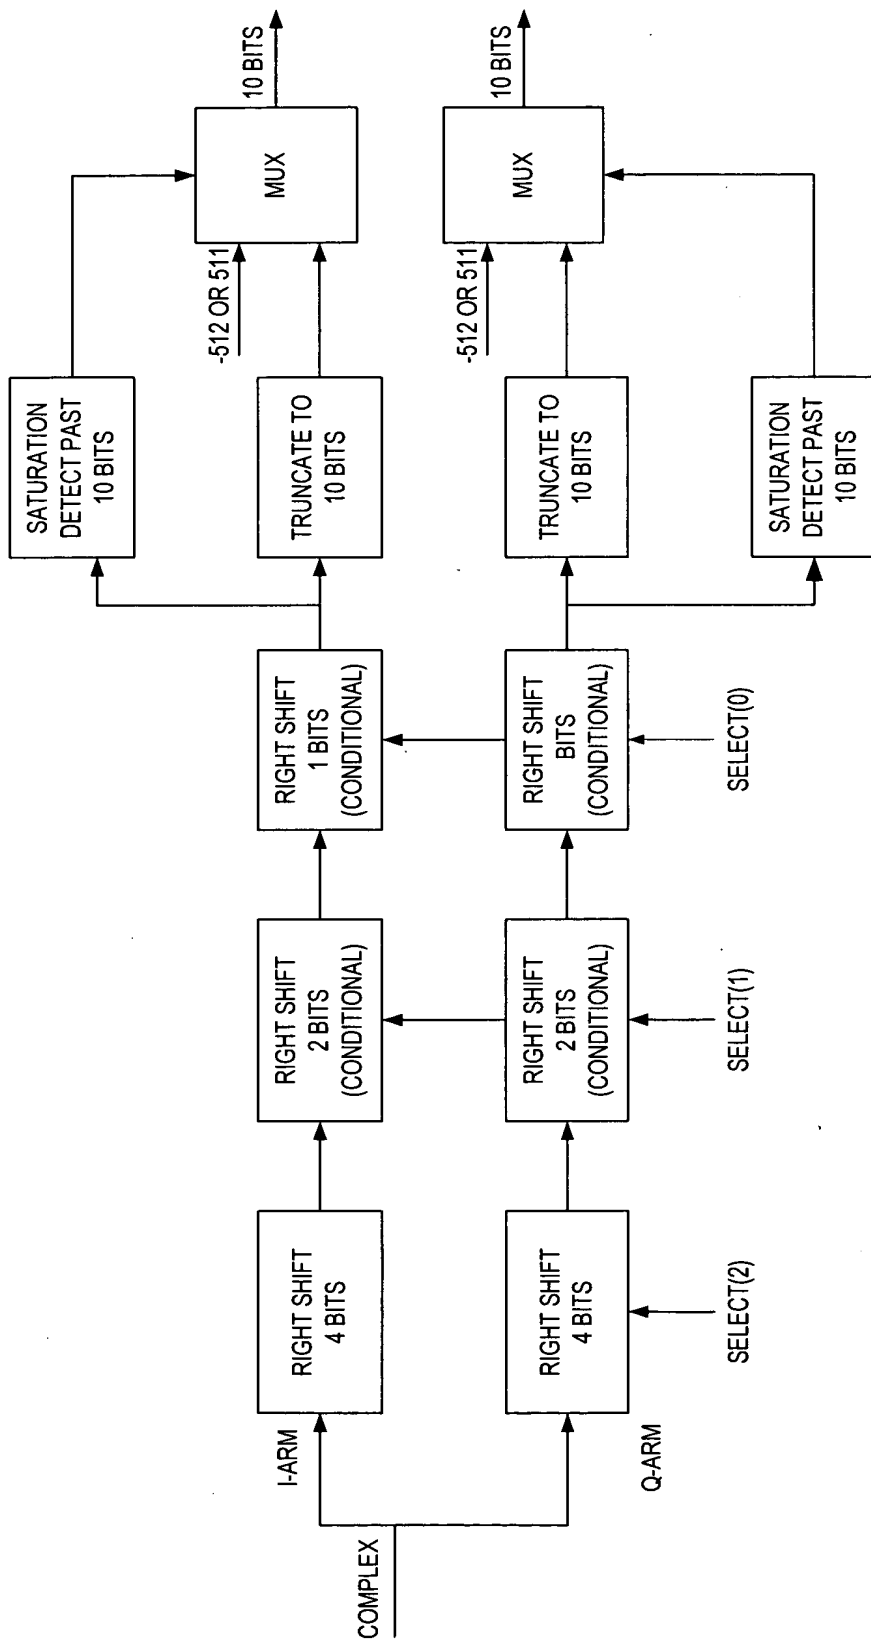 COMPLEX
I-ARM
Q-ARM
RIGHT SHIFT
4 BITS
RIGHT SHIFT
2 BITS
(CONDITIONAL)
RIGHT SHIFT
1 BITS
(CONDITIONAL)
SATURATION
DETECT PAST
10 BITS
TRUNCATE TO
10 BITS
-512 OR 511
MUX
10 BITS
RIGHT SHIFT
4 BITS
RIGHT SHIFT
2 BITS
(CONDITIONAL)
RIGHT SHIFT
BITS
(CONDITIONAL)
TRUNCATE TO
10 BITS
SATURATION
DETECT PAST
10 BITS
-512 OR 511
MUX
10 BITS
SELECT(2)
SELECT(1)
SELECT(0)